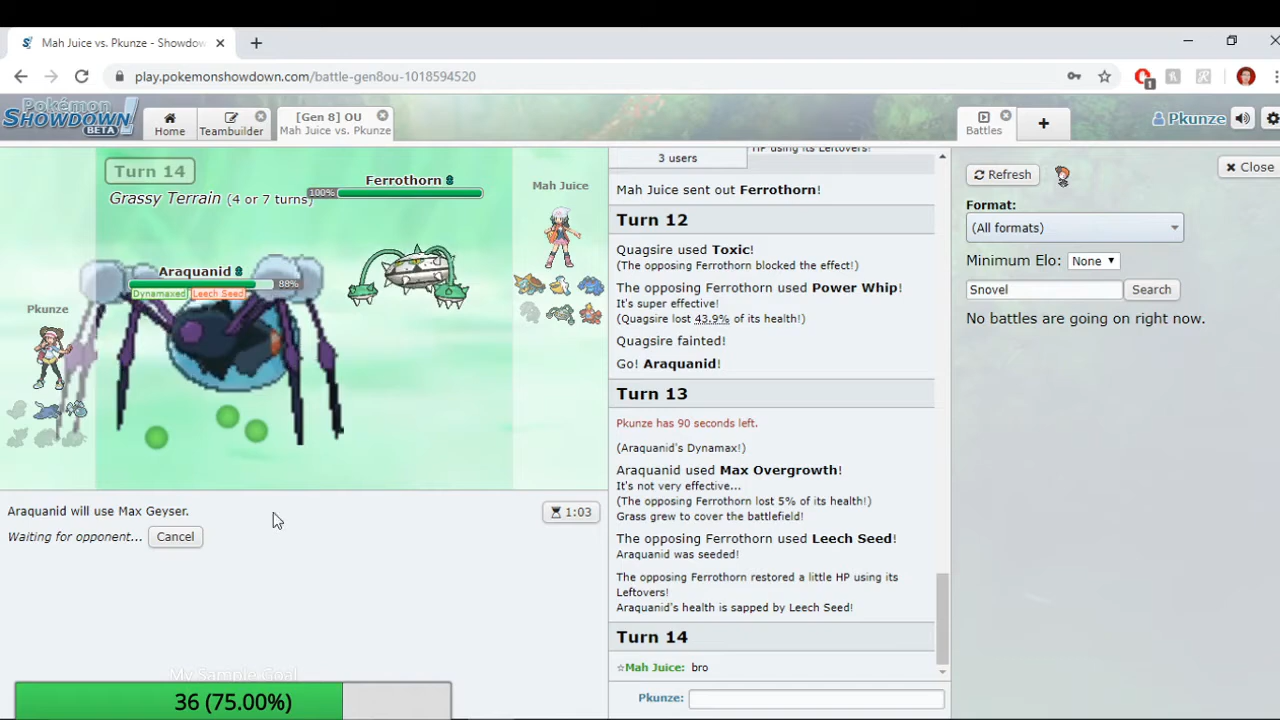 Mah Juice vs. Pkunze - Showdow
play.pokemonshowdown.com/battle-gen8ou-1018594520
1
Pokémon
SHOWDOWN!
BETA
Home
Teambuilder
[Gen 8] OU
Mah Juice vs. Pkunze
Battles
Pkunze
Turn 14
Grassy Terrain (4 or 7 turns)
Ferrothorn
100%
Mah Juice
Araquanid
88%
Dynamaxed Leech Seed
Pkunze
Araquanid will use Max Geyser.
Waiting for opponent... Cancel
1:03
My Sample Goal
36 (75.00%)
3 users
HP using its Leftovers!
Mah Juice sent out Ferrothorn!
Turn 12
Quagsire used Toxic!
(The opposing Ferrothorn blocked the effect!)
The opposing Ferrothorn used Power Whip!
It's super effective!
(Quagsire lost 43.9% of its health!)
Quagsire fainted!
Go! Araquanid!
Turn 13
Pkunze has 90 seconds left.
(Araquanid's Dynamax!)
Araquanid used Max Overgrowth!
It's not very effective...
(The opposing Ferrothorn lost 5% of its health!)
Grass grew to cover the battlefield!
The opposing Ferrothorn used Leech Seed!
Araquanid was seeded!
The opposing Ferrothorn restored a little HP using its
Leftovers!
Araquanid's health is sapped by Leech Seed!
Turn 14
☆Mah Juice: bro
Pkunze:
Refresh
Close
Format:
(All formats)
Minimum Elo: None
Snovel
Search
No battles are going on right now.